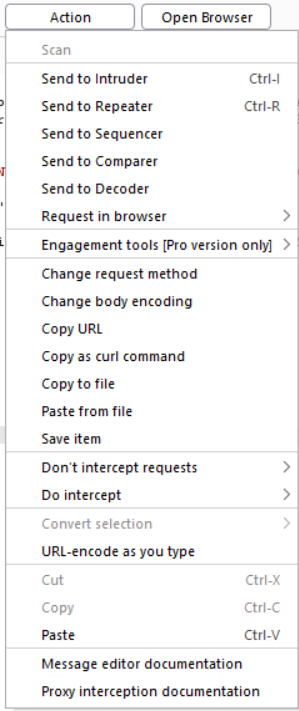 Action Open Browser
Scan
Send to Intruder Ctrl-I
Send to Repeater Ctrl-R
Send to Sequencer
Send to Comparer
Send to Decoder
Request in browser
Engagement tools [Pro version only]
Change request method
Change body encoding
Copy URL
Copy as curl command
Copy to file
Paste from file
Save item
Don't intercept requests
Do intercept
Convert selection
URL-encode as you type
Cut Ctrl-X
Copy Ctrl-C
Paste Ctrl-V
Message editor documentation
Proxy interception documentation